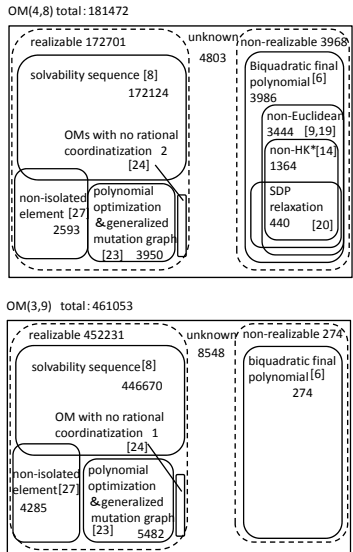 OM(4,8) total: 181472
realizable 172701
unknown
4803
non-realizable 3968
solvability sequence [8]
172124
Biquadratic final
polynomial [6]
3986
non-Euclidean
3444 [9,19]
OMs with no rational
coordinatization 2
[24]
non-HK*[14]
1364
non-isolated
element [27]
2593
polynomial
optimization
&generalized
mutation graph
[23] 3950
SDP
relaxation
440 [20]
OM(3,9) total: 461053
realizable 452231
unknown
8548
non-realizable 274
solvability sequence[8]
446670
biquadratic final
polynomial[6]
274
OM with no rational
coordinatization 1
[24]
non-isolated
element[27]
4285
polynomial
optimization
&generalized
mutation graph
[23] 5482